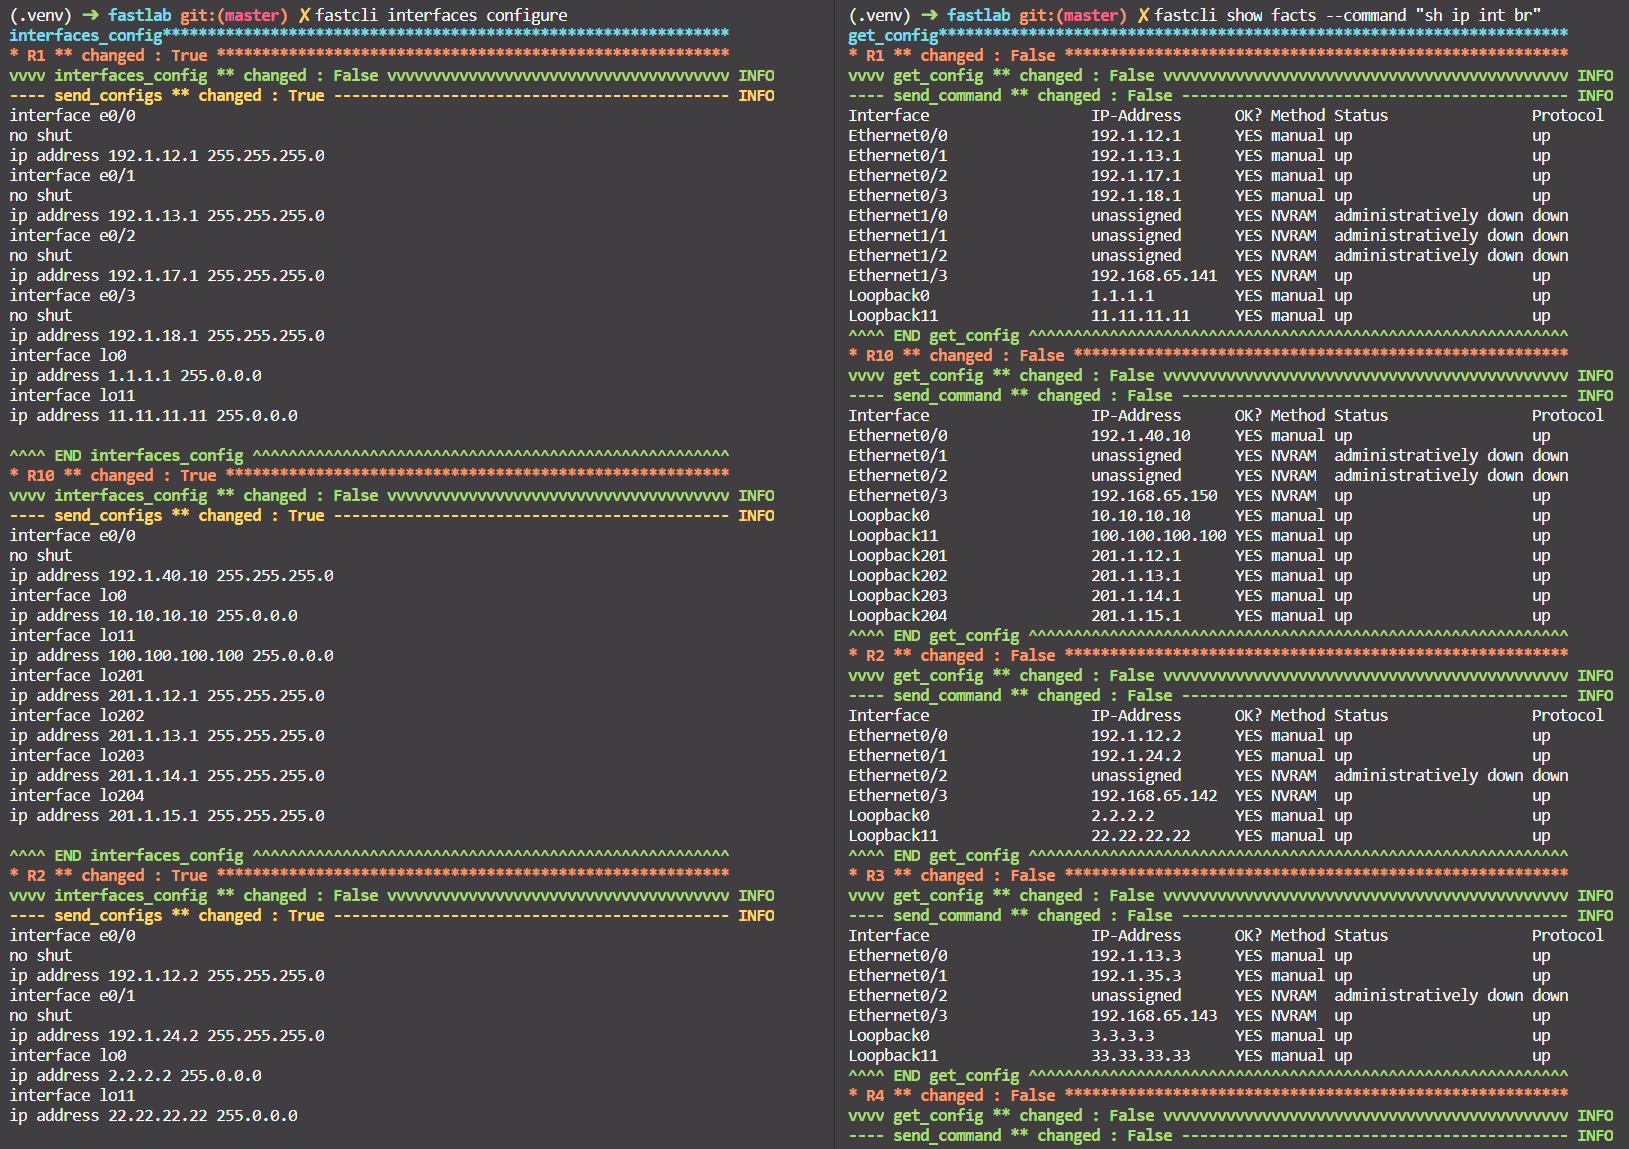 (.venv) ➜ fastlab git:(master) ✗ fastcli interfaces configure
interfaces_config***************************************************************
* R1 ** changed : True *********************************************************
vvvv interfaces_config ** changed : False vvvvvvvvvvvvvvvvvvvvvvvvvvvvvvvvvvvvvv INFO
---- send_configs ** changed : True -------------------------------------------- INFO
interface e0/0
no shut
ip address 192.1.12.1 255.255.255.0
interface e0/1
no shut
ip address 192.1.13.1 255.255.255.0
interface e0/2
no shut
ip address 192.1.17.1 255.255.255.0
interface e0/3
no shut
ip address 192.1.18.1 255.255.255.0
interface lo0
ip address 1.1.1.1 255.0.0.0
interface lo11
ip address 11.11.11.11 255.0.0.0
^^^^ END interfaces_config ^^^^^^^^^^^^^^^^^^^^^^^^^^^^^^^^^^^^^^^^^^^^^^^^^^^^^
* R10 ** changed : True ********************************************************
vvvv interfaces_config ** changed : False vvvvvvvvvvvvvvvvvvvvvvvvvvvvvvvvvvvvvv INFO
---- send_configs ** changed : True -------------------------------------------- INFO
interface e0/0
no shut
ip address 192.1.40.10 255.255.255.0
interface lo0
ip address 10.10.10.10 255.0.0.0
interface lo11
ip address 100.100.100.100 255.0.0.0
interface lo201
ip address 201.1.12.1 255.255.255.0
interface lo202
ip address 201.1.13.1 255.255.255.0
interface lo203
ip address 201.1.14.1 255.255.255.0
interface lo204
ip address 201.1.15.1 255.255.255.0
^^^^ END interfaces_config ^^^^^^^^^^^^^^^^^^^^^^^^^^^^^^^^^^^^^^^^^^^^^^^^^^^^^
* R2 ** changed : True *********************************************************
vvvv interfaces_config ** changed : False vvvvvvvvvvvvvvvvvvvvvvvvvvvvvvvvvvvvvv INFO
---- send_configs ** changed : True -------------------------------------------- INFO
interface e0/0
no shut
ip address 192.1.12.2 255.255.255.0
interface e0/1
no shut
ip address 192.1.24.2 255.255.255.0
interface lo0
ip address 2.2.2.2 255.0.0.0
interface lo11
ip address 22.22.22.22 255.0.0.0
(.venv) ➜ fastlab git:(master) ✗ fastcli show facts --command "sh ip int br"
get_config**********************************************************************
* R1 ** changed : False ********************************************************
vvvv get_config ** changed : False vvvvvvvvvvvvvvvvvvvvvvvvvvvvvvvvvvvvvvvvvvvvv INFO
---- send_command ** changed : False ------------------------------------------- INFO
Interface                  IP-Address      OK? Method Status                Protocol
Ethernet0/0                192.1.12.1      YES manual up                    up
Ethernet0/1                192.1.13.1      YES manual up                    up
Ethernet0/2                192.1.17.1      YES manual up                    up
Ethernet0/3                192.1.18.1      YES manual up                    up
Ethernet1/0                unassigned      YES NVRAM  administratively down down
Ethernet1/1                unassigned      YES NVRAM  administratively down down
Ethernet1/2                unassigned      YES NVRAM  administratively down down
Ethernet1/3                192.168.65.141  YES NVRAM  up                    up
Loopback0                  1.1.1.1         YES manual up                    up
Loopback11                 11.11.11.11     YES manual up                    up
^^^^ END get_config ^^^^^^^^^^^^^^^^^^^^^^^^^^^^^^^^^^^^^^^^^^^^^^^^^^^^^^^^^^^^
* R10 ** changed : False *******************************************************
vvvv get_config ** changed : False vvvvvvvvvvvvvvvvvvvvvvvvvvvvvvvvvvvvvvvvvvvvv INFO
---- send_command ** changed : False ------------------------------------------- INFO
Interface                  IP-Address      OK? Method Status                Protocol
Ethernet0/0                192.1.40.10     YES manual up                    up
Ethernet0/1                unassigned      YES NVRAM  administratively down down
Ethernet0/2                unassigned      YES NVRAM  administratively down down
Ethernet0/3                192.168.65.150  YES NVRAM  up                    up
Loopback0                  10.10.10.10     YES manual up                    up
Loopback11                 100.100.100.100 YES manual up                    up
Loopback201                201.1.12.1      YES manual up                    up
Loopback202                201.1.13.1      YES manual up                    up
Loopback203                201.1.14.1      YES manual up                    up
Loopback204                201.1.15.1      YES manual up                    up
^^^^ END get_config ^^^^^^^^^^^^^^^^^^^^^^^^^^^^^^^^^^^^^^^^^^^^^^^^^^^^^^^^^^^^
* R2 ** changed : False ********************************************************
vvvv get_config ** changed : False vvvvvvvvvvvvvvvvvvvvvvvvvvvvvvvvvvvvvvvvvvvvv INFO
---- send_command ** changed : False ------------------------------------------- INFO
Interface                  IP-Address      OK? Method Status                Protocol
Ethernet0/0                192.1.12.2      YES manual up                    up
Ethernet0/1                192.1.24.2      YES manual up                    up
Ethernet0/2                unassigned      YES NVRAM  administratively down down
Ethernet0/3                192.168.65.142  YES NVRAM  up                    up
Loopback0                  2.2.2.2         YES manual up                    up
Loopback11                 22.22.22.22     YES manual up                    up
^^^^ END get_config ^^^^^^^^^^^^^^^^^^^^^^^^^^^^^^^^^^^^^^^^^^^^^^^^^^^^^^^^^^^^
* R3 ** changed : False ********************************************************
vvvv get_config ** changed : False vvvvvvvvvvvvvvvvvvvvvvvvvvvvvvvvvvvvvvvvvvvvv INFO
---- send_command ** changed : False ------------------------------------------- INFO
Interface                  IP-Address      OK? Method Status                Protocol
Ethernet0/0                192.1.13.3      YES manual up                    up
Ethernet0/1                192.1.35.3      YES manual up                    up
Ethernet0/2                unassigned      YES NVRAM  administratively down down
Ethernet0/3                192.168.65.143  YES NVRAM  up                    up
Loopback0                  3.3.3.3         YES manual up                    up
Loopback11                 33.33.33.33     YES manual up                    up
^^^^ END get_config ^^^^^^^^^^^^^^^^^^^^^^^^^^^^^^^^^^^^^^^^^^^^^^^^^^^^^^^^^^^^
* R4 ** changed : False ********************************************************
vvvv get_config ** changed : False vvvvvvvvvvvvvvvvvvvvvvvvvvvvvvvvvvvvvvvvvvvvv INFO
---- send_command ** changed : False ------------------------------------------- INFO